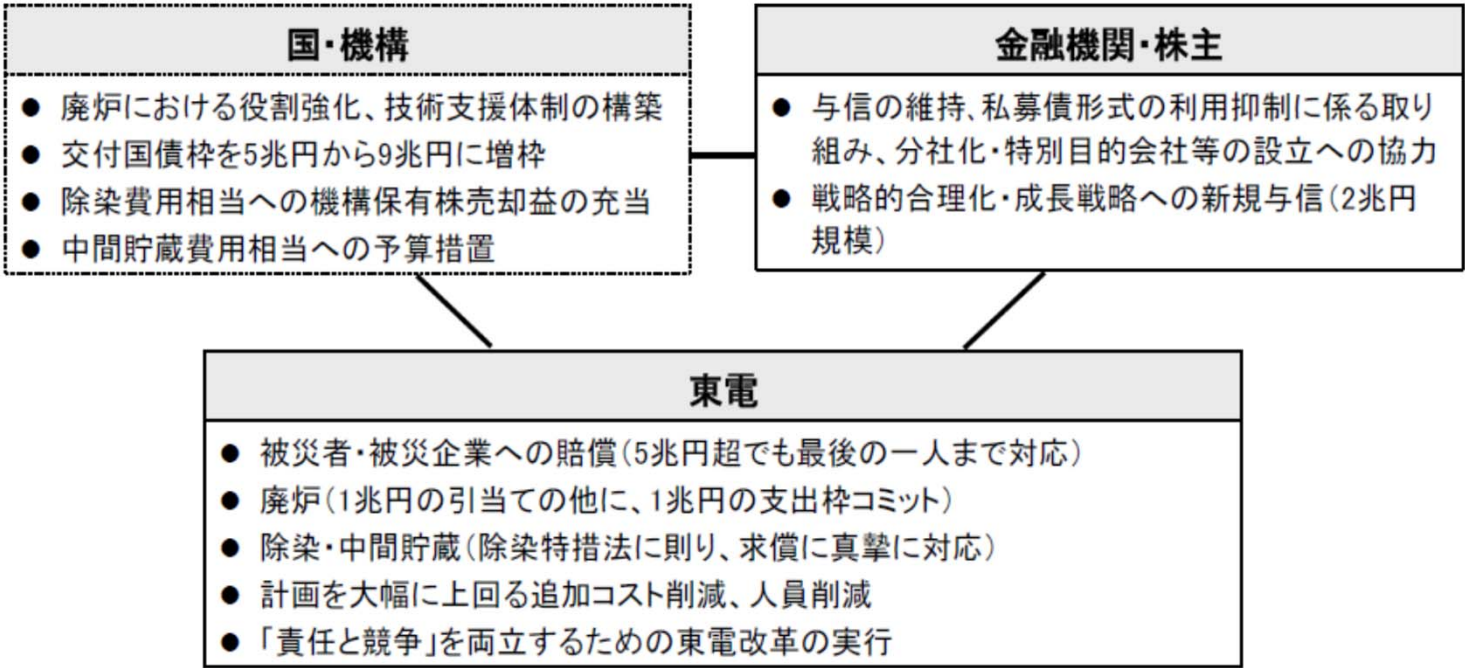 国・機構
● 廃炉における役割強化、技術支援体制の構築
● 交付国債枠を5兆円から9兆円に増枠
● 除染費用相当への機構保有株売却益の充当
● 中間貯蔵費用相当への予算措置
金融機関・株主
● 与信の維持、私募債形式の利用抑制に係る取り
組み、分社化・特別目的会社等の設立への協力
● 戦略的合理化・成長戦略への新規与信（2兆円
規模）
東電
● 被災者・被災企業への賠償（5兆円超でも最後の一人まで対応）
● 廃炉（1兆円の引当ての他に、1兆円の支出枠コミット）
● 除染・中間貯蔵（除染特措法に則り、求償に真摯に対応）
● 計画を大幅に上回る追加コスト削減、人員削減
● 「責任と競争」を両立するための東電改革の実行